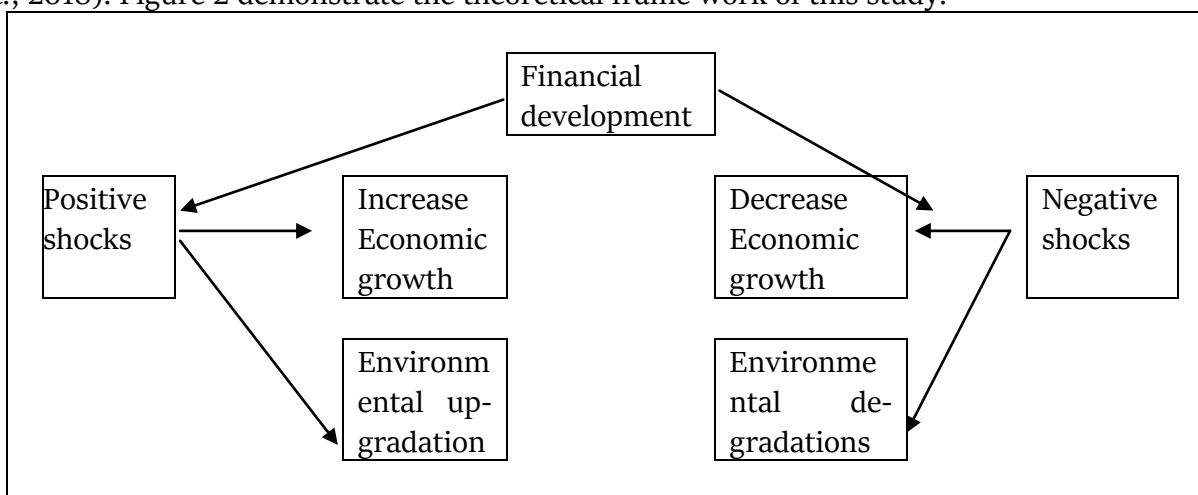 ., 2018). Figure 2 demonstrate the theoretical frame work of this study.
Financial
development
Positive
shocks
Increase
Economic
growth
Decrease
Economic
growth
Negative
shocks
Environm
ental up-
gradation
Environme
ntal de-
gradations